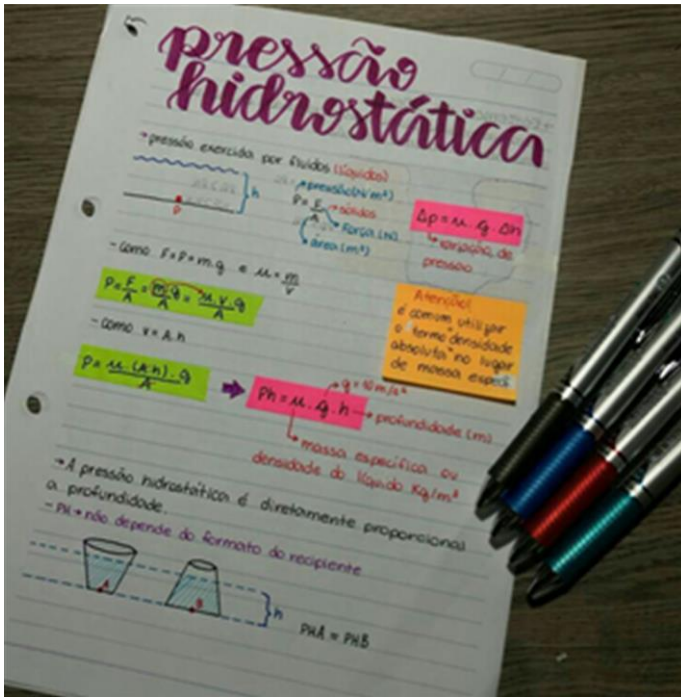 pressão
hidrostática
→ pressão exercida por fluídos (líquidos)
h
P
→ pressão (N/m²)
P = F/A → sólidos
→ força (N)
→ área (m²)
Δp = μ . g . Δh
↳ variação de
pressão
- como F = P = m.g e μ = m/v
P = F/A = m.g/A = μ.v.g/A
- como v = A.h
Atenção!
é comum utilizar
o "termo densidade
absoluta" no lugar
de massa
P = μ.(A.h).g/A
→ g = 10 m/s²
Ph = μ . g . h → profundidade (m)
↳ massa específica ou
densidade do líquido Kg/m³
→ A pressão hidrostática é diretamente proporcional
a profundidade.
- PH → não depende do formato do recipiente
A
B
h
PHA = PHB